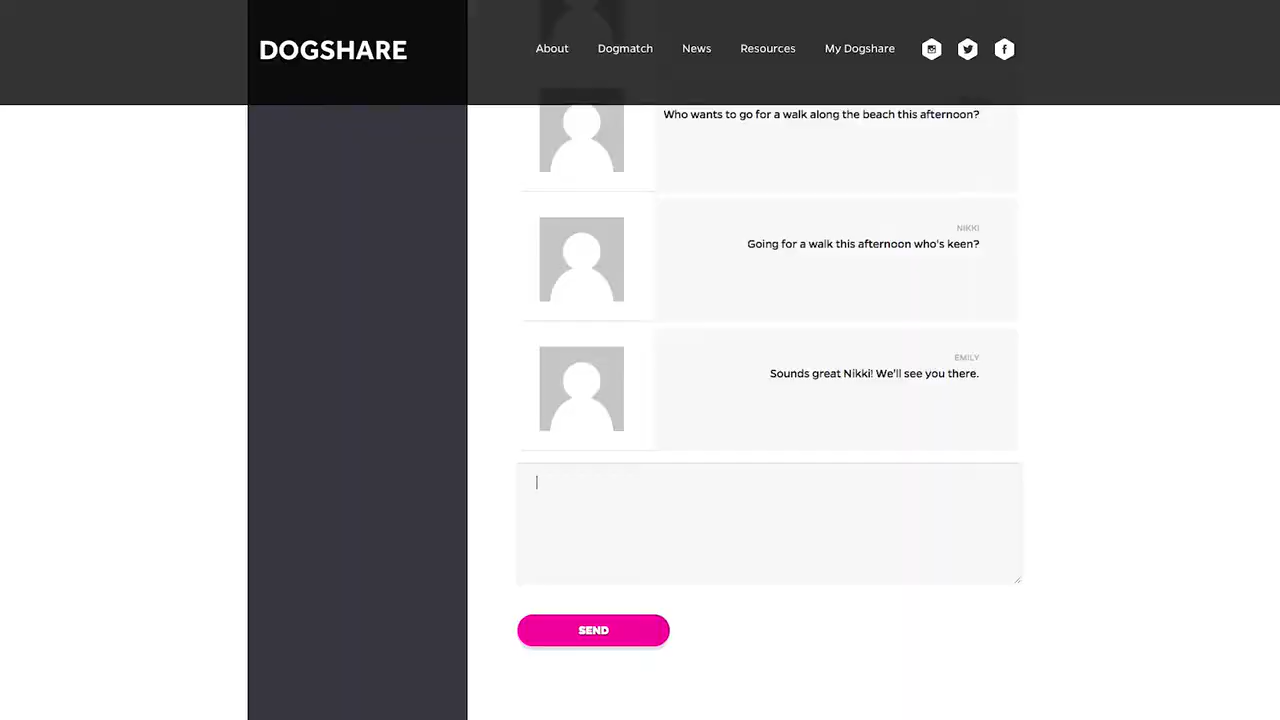 DOGSHARE
About Dogmatch News Resources My Dogshare
Who wants to go for a walk along the beach this afternoon?
NIKKI
Going for a walk this afternoon who's keen?
EMILY
Sounds great Nikki! We'll see you there.
SEND